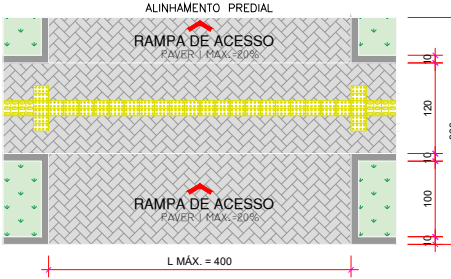 ALINHAMENTO PREDIAL
RAMPA DE ACESSO
PAVER I MAX.=20%
10
120
10
RAMPA DE ACESSO
PAVER I MAX.=20%
100
10
L MÁX. = 400